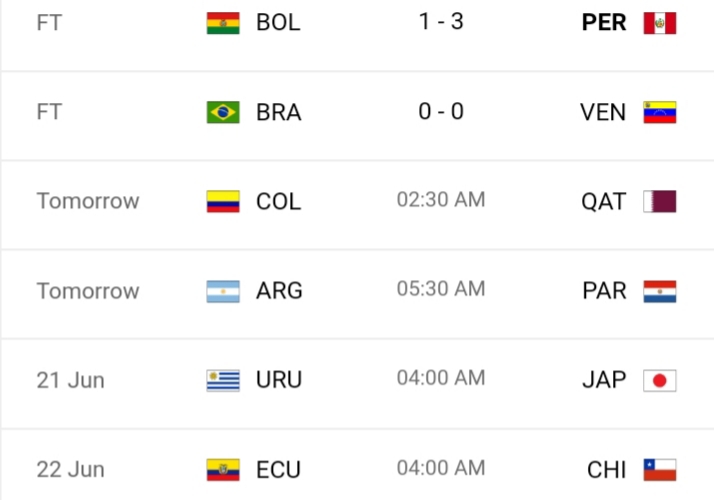 FT BOL 1 - 3 PER
FT BRA 0 - 0 VEN
Tomorrow COL 02:30 AM QAT
Tomorrow ARG 05:30 AM PAR
21 Jun URU 04:00 AM JAP
22 Jun ECU 04:00 AM CHI